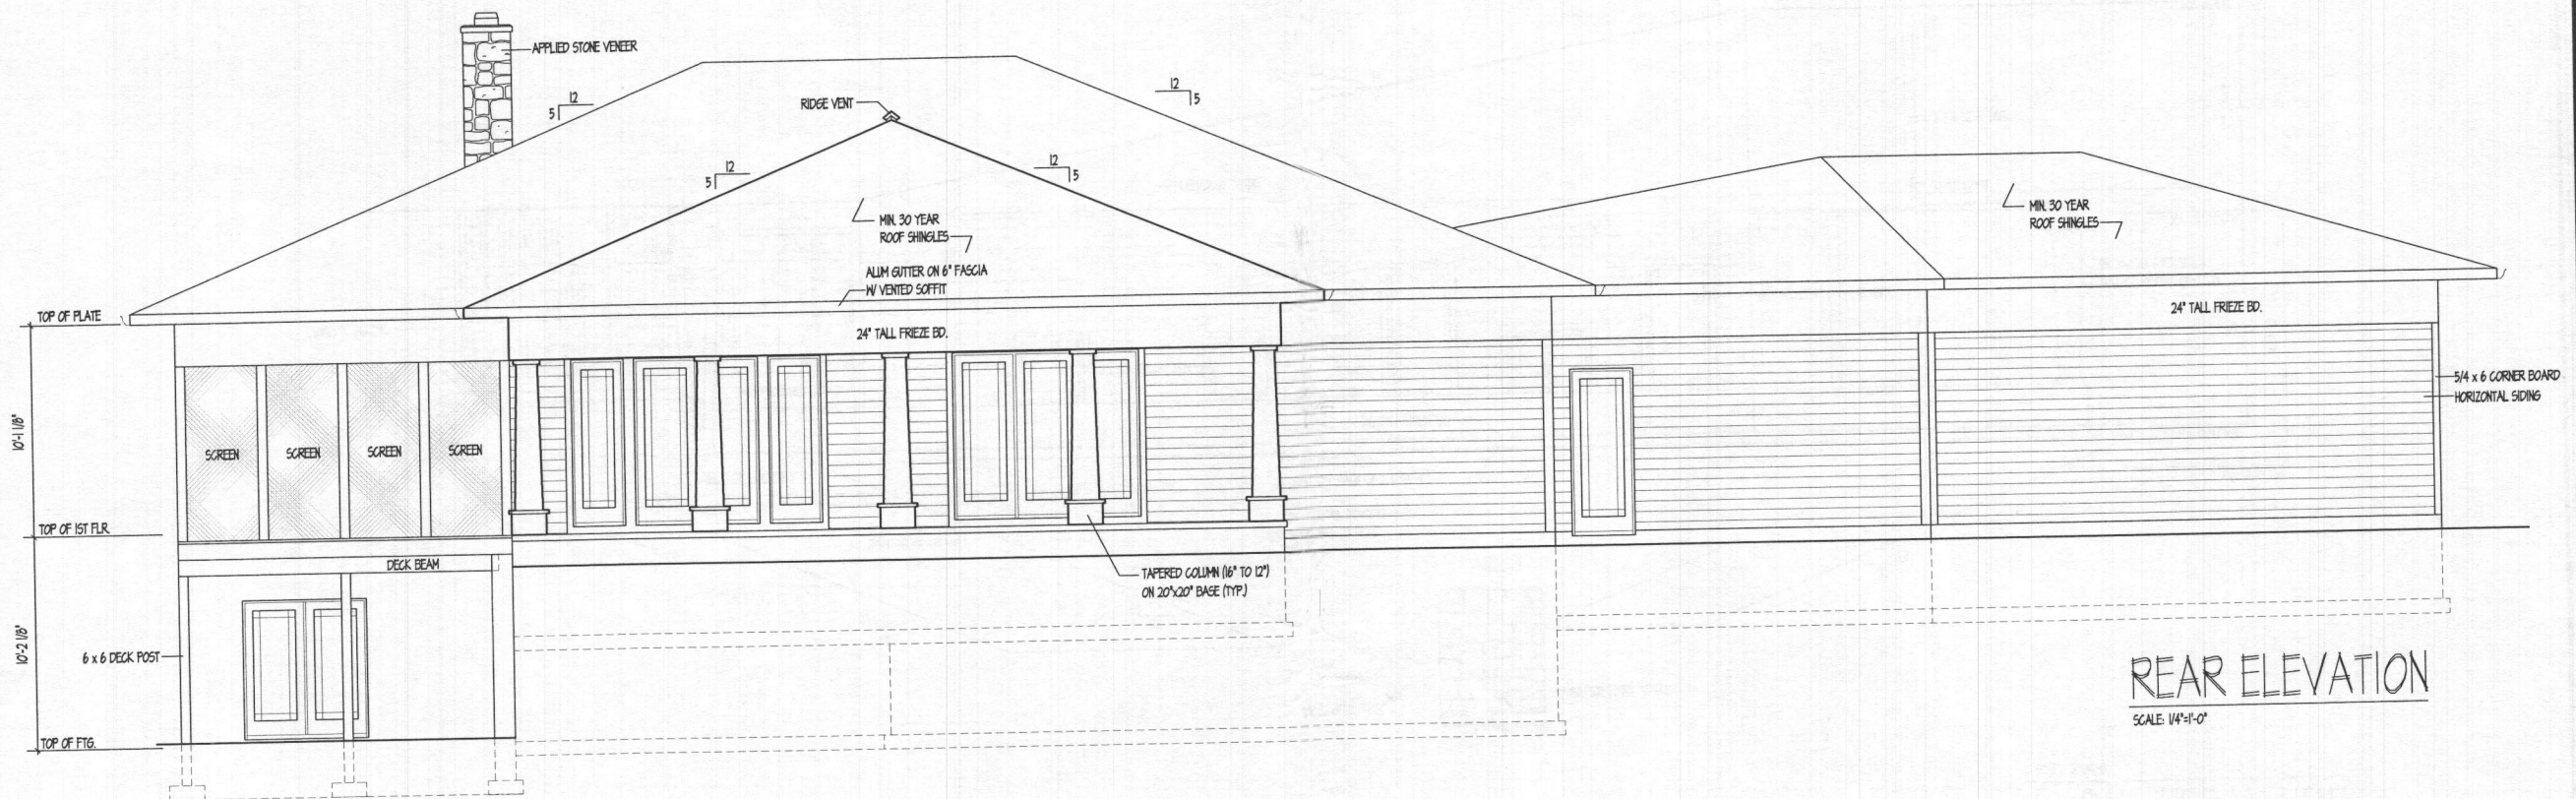 APPLIED STONE VENEER
12
5
12
5
RIDGE VENT
12
5
12
5
MIN. 30 YEAR
ROOF SHINGLES
MIN. 30 YEAR
ROOF SHINGLES
ALUM GUTTER ON 6" FASCIA
W/ VENTED SOFFIT
TOP OF PLATE
24" TALL FRIEZE BD.
24" TALL FRIEZE BD.
5/4 x 6 CORNER BOARD
HORIZONTAL SIDING
10'-1 1/8"
SCREEN
SCREEN
SCREEN
SCREEN
TOP OF 1ST FLR.
DECK BEAM
TAPERED COLUMN (16" TO 12")
ON 20"x20" BASE (TYP.)
10'-2 1/8"
6 x 6 DECK POST
TOP OF FTG.
REAR ELEVATION
SCALE: 1/4"=1'-0"